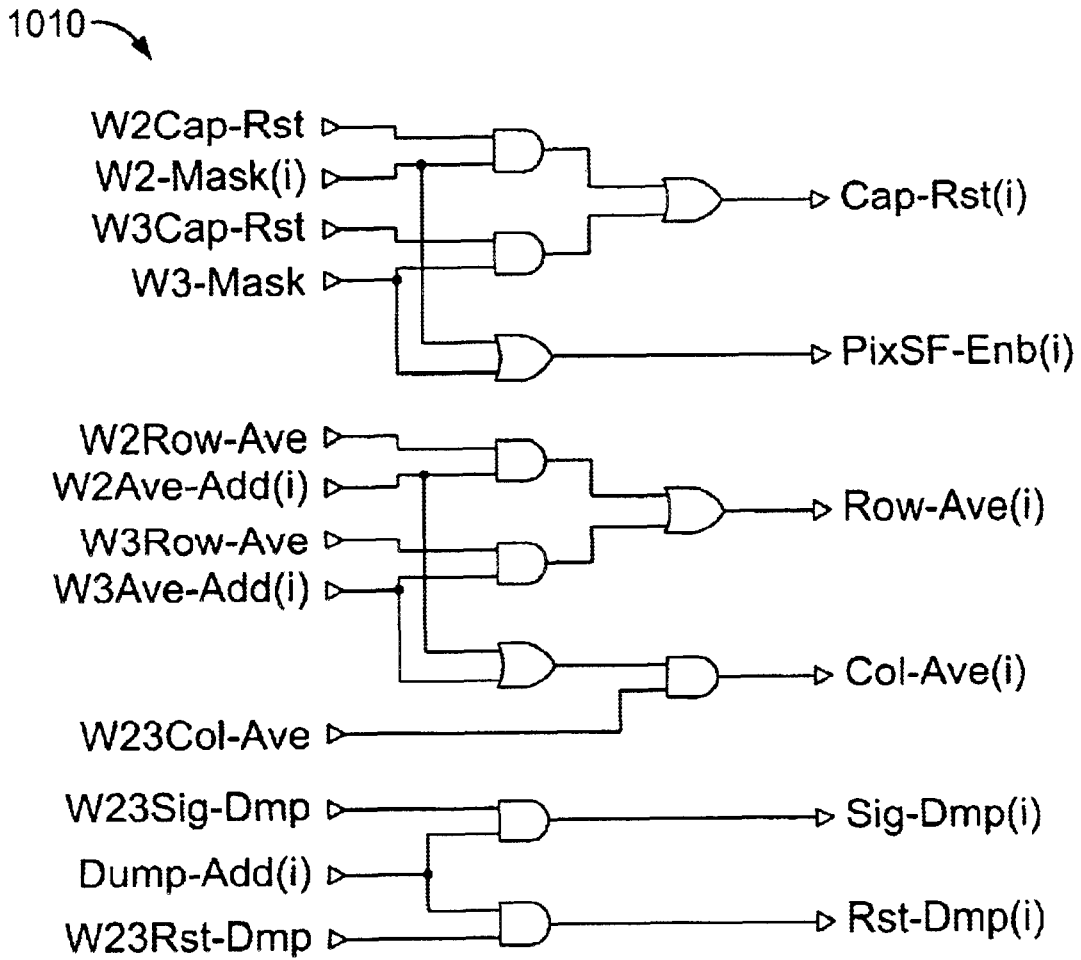 1010
W2Cap-Rst
W2-Mask(i)
W3Cap-Rst
W3-Mask
Cap-Rst(i)
PixSF-Enb(i)
W2Row-Ave
W2Ave-Add(i)
W3Row-Ave
W3Ave-Add(i)
W23Col-Ave
Row-Ave(i)
Col-Ave(i)
W23Sig-Dmp
Dump-Add(i)
W23Rst-Dmp
Sig-Dmp(i)
Rst-Dmp(i)